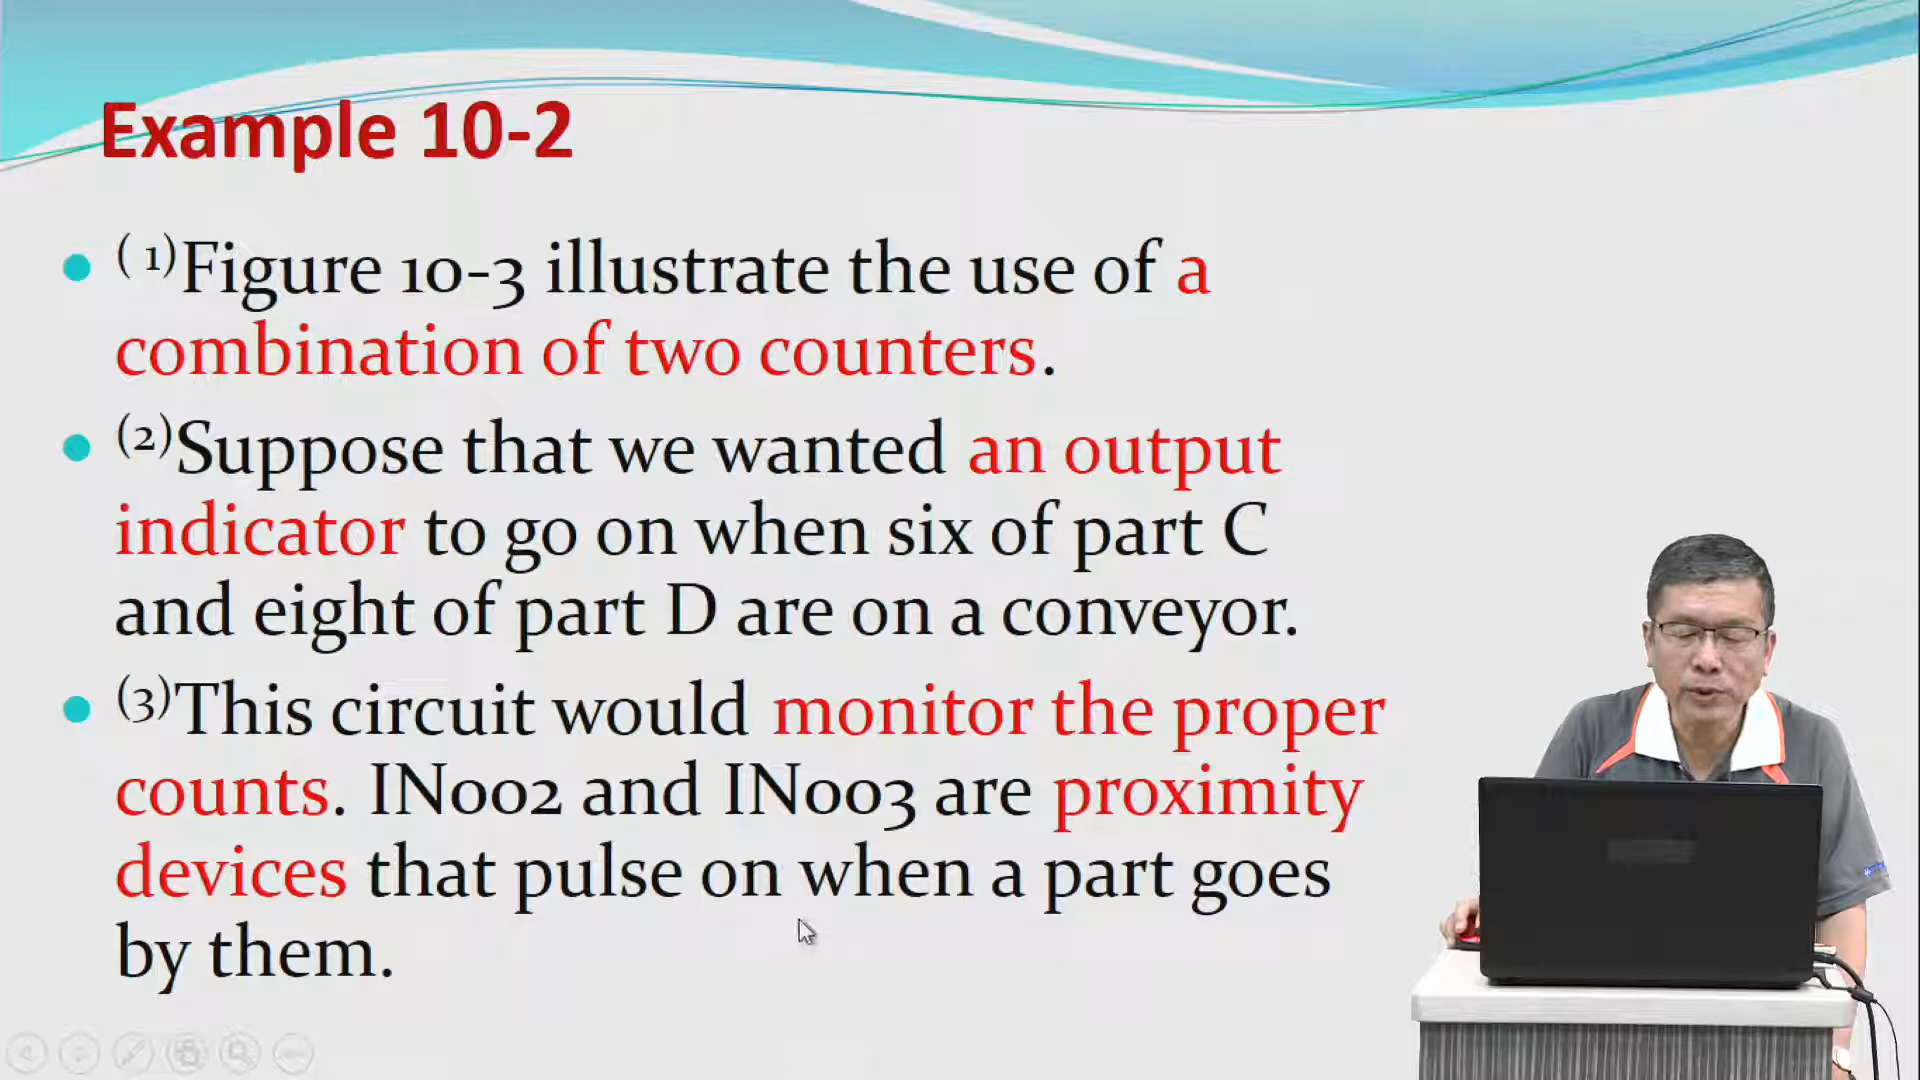 Example 10-2
(1)Figure 10-3 illustrate the use of a
combination of two counters.
(2)Suppose that we wanted an output
indicator to go on when six of part C
and eight of part D are on a conveyor.
(3)This circuit would monitor the proper
counts. IN002 and IN003 are proximity
devices that pulse on when a part goes
by them.